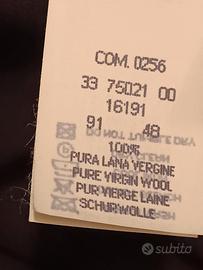 COM. 0256
33 75021 00
16191
91 48
100%
PURA LANA VERGINE
PURE VIRGIN WOOL
PUR VIERGE LAINE
SCHURWOLLE
subito